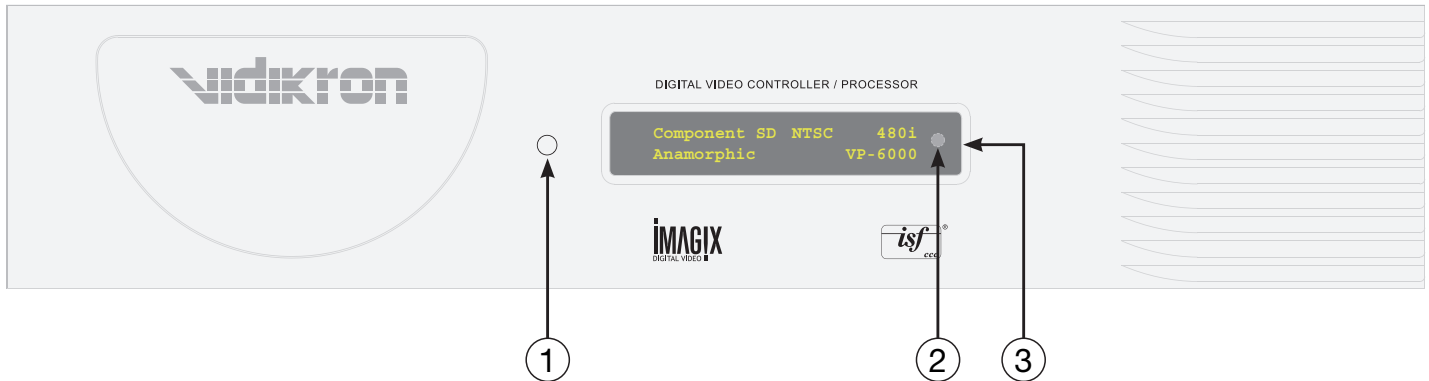 vidikron
DIGITAL VIDEO CONTROLLER / PROCESSOR
Component SD NTSC 480i
Anamorphic VP-6000
iMAGIX
DIGITAL VIDEO
isf®
ccc
1 2 3